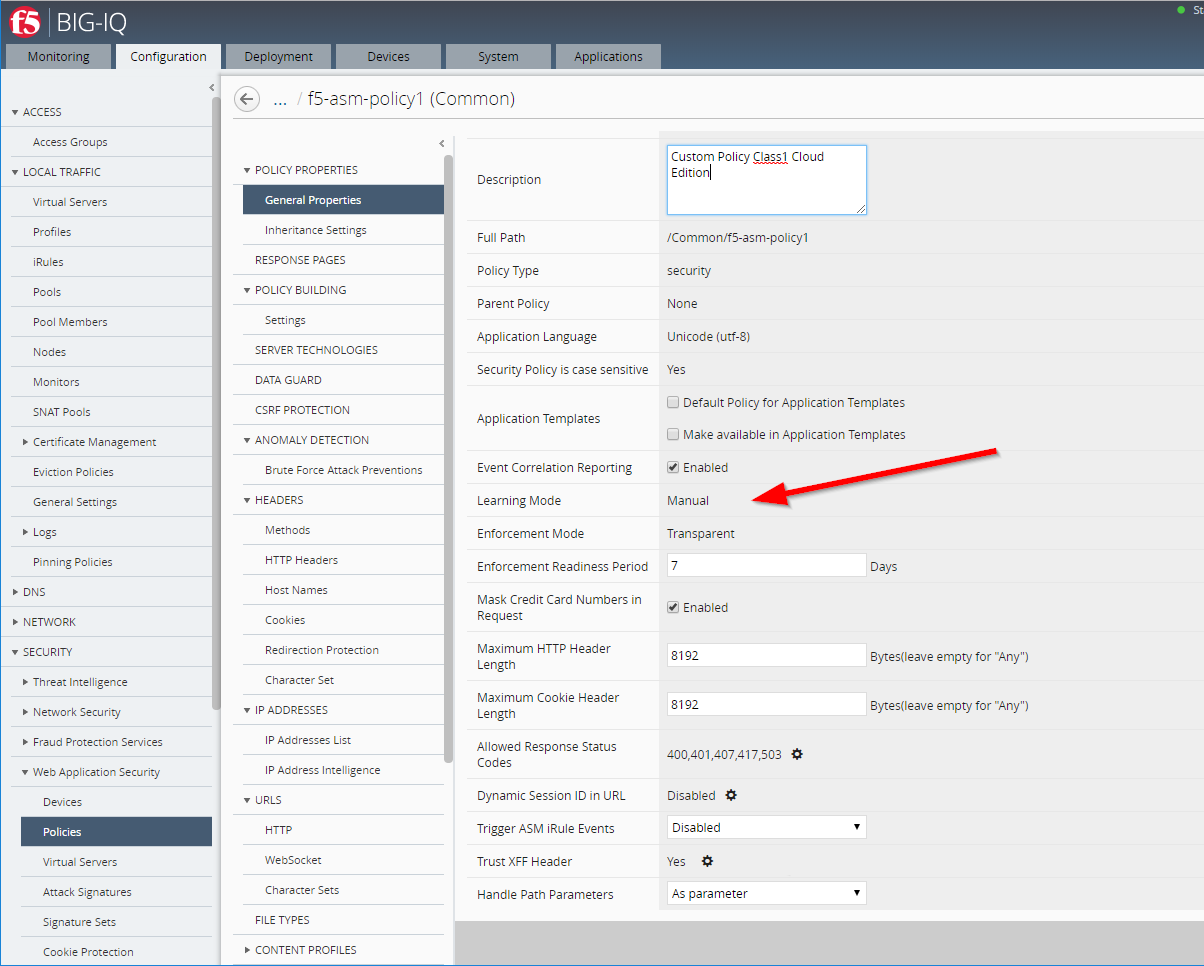 f5 BIG-IQ
St
Monitoring
Configuration
Deployment
Devices
System
Applications
ACCESS
Access Groups
LOCAL TRAFFIC
Virtual Servers
Profiles
iRules
Pools
Pool Members
Nodes
Monitors
SNAT Pools
Certificate Management
Eviction Policies
General Settings
Logs
Pinning Policies
DNS
NETWORK
SECURITY
Threat Intelligence
Network Security
Fraud Protection Services
Web Application Security
Devices
Policies
Virtual Servers
Attack Signatures
Signature Sets
Cookie Protection
... / f5-asm-policy1 (Common)
POLICY PROPERTIES
General Properties
Inheritance Settings
RESPONSE PAGES
POLICY BUILDING
Settings
SERVER TECHNOLOGIES
DATA GUARD
CSRF PROTECTION
ANOMALY DETECTION
Brute Force Attack Preventions
HEADERS
Methods
HTTP Headers
Host Names
Cookies
Redirection Protection
Character Set
IP ADDRESSES
IP Addresses List
IP Address Intelligence
URLS
HTTP
WebSocket
Character Sets
FILE TYPES
CONTENT PROFILES
Description
Custom Policy Class1 Cloud
Edition
Full Path
/Common/f5-asm-policy1
Policy Type
security
Parent Policy
None
Application Language
Unicode (utf-8)
Security Policy is case sensitive
Yes
Application Templates
Default Policy for Application Templates
Make available in Application Templates
Event Correlation Reporting
Enabled
Learning Mode
Manual
Enforcement Mode
Transparent
Enforcement Readiness Period
7
Days
Mask Credit Card Numbers in
Request
Enabled
Maximum HTTP Header
Length
8192
Bytes(leave empty for "Any")
Maximum Cookie Header
Length
8192
Bytes(leave empty for "Any")
Allowed Response Status
Codes
400,401,407,417,503
Dynamic Session ID in URL
Disabled
Trigger ASM iRule Events
Disabled
Trust XFF Header
Yes
Handle Path Parameters
As parameter